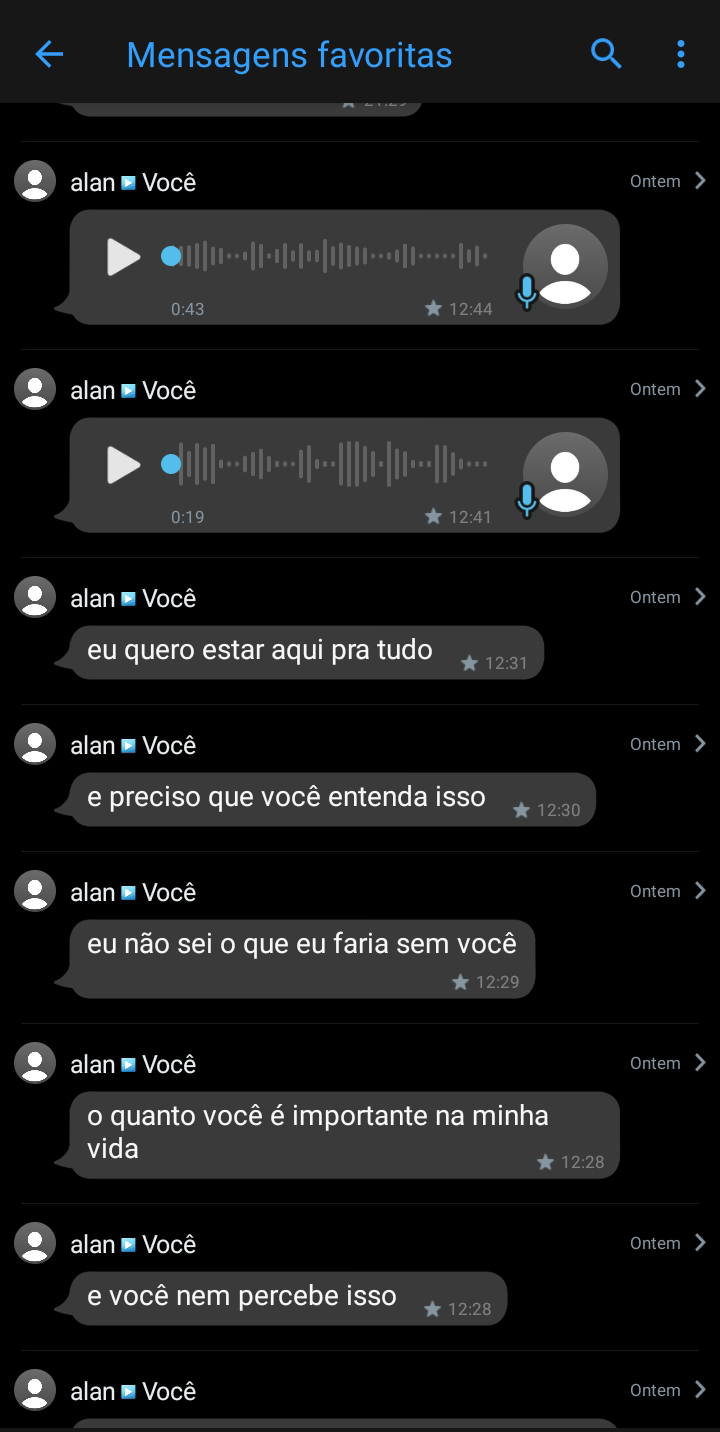 Mensagens favoritas
alan ▶ Você
Ontem
0:43
12:44
alan ▶ Você
Ontem
0:19
12:41
alan ▶ Você
Ontem
eu quero estar aqui pra tudo
12:31
alan ▶ Você
Ontem
e preciso que você entenda isso
12:30
alan ▶ Você
Ontem
eu não sei o que eu faria sem você
12:29
alan ▶ Você
Ontem
o quanto você é importante na minha
vida
12:28
alan ▶ Você
Ontem
e você nem percebe isso
12:28
alan ▶ Você
Ontem